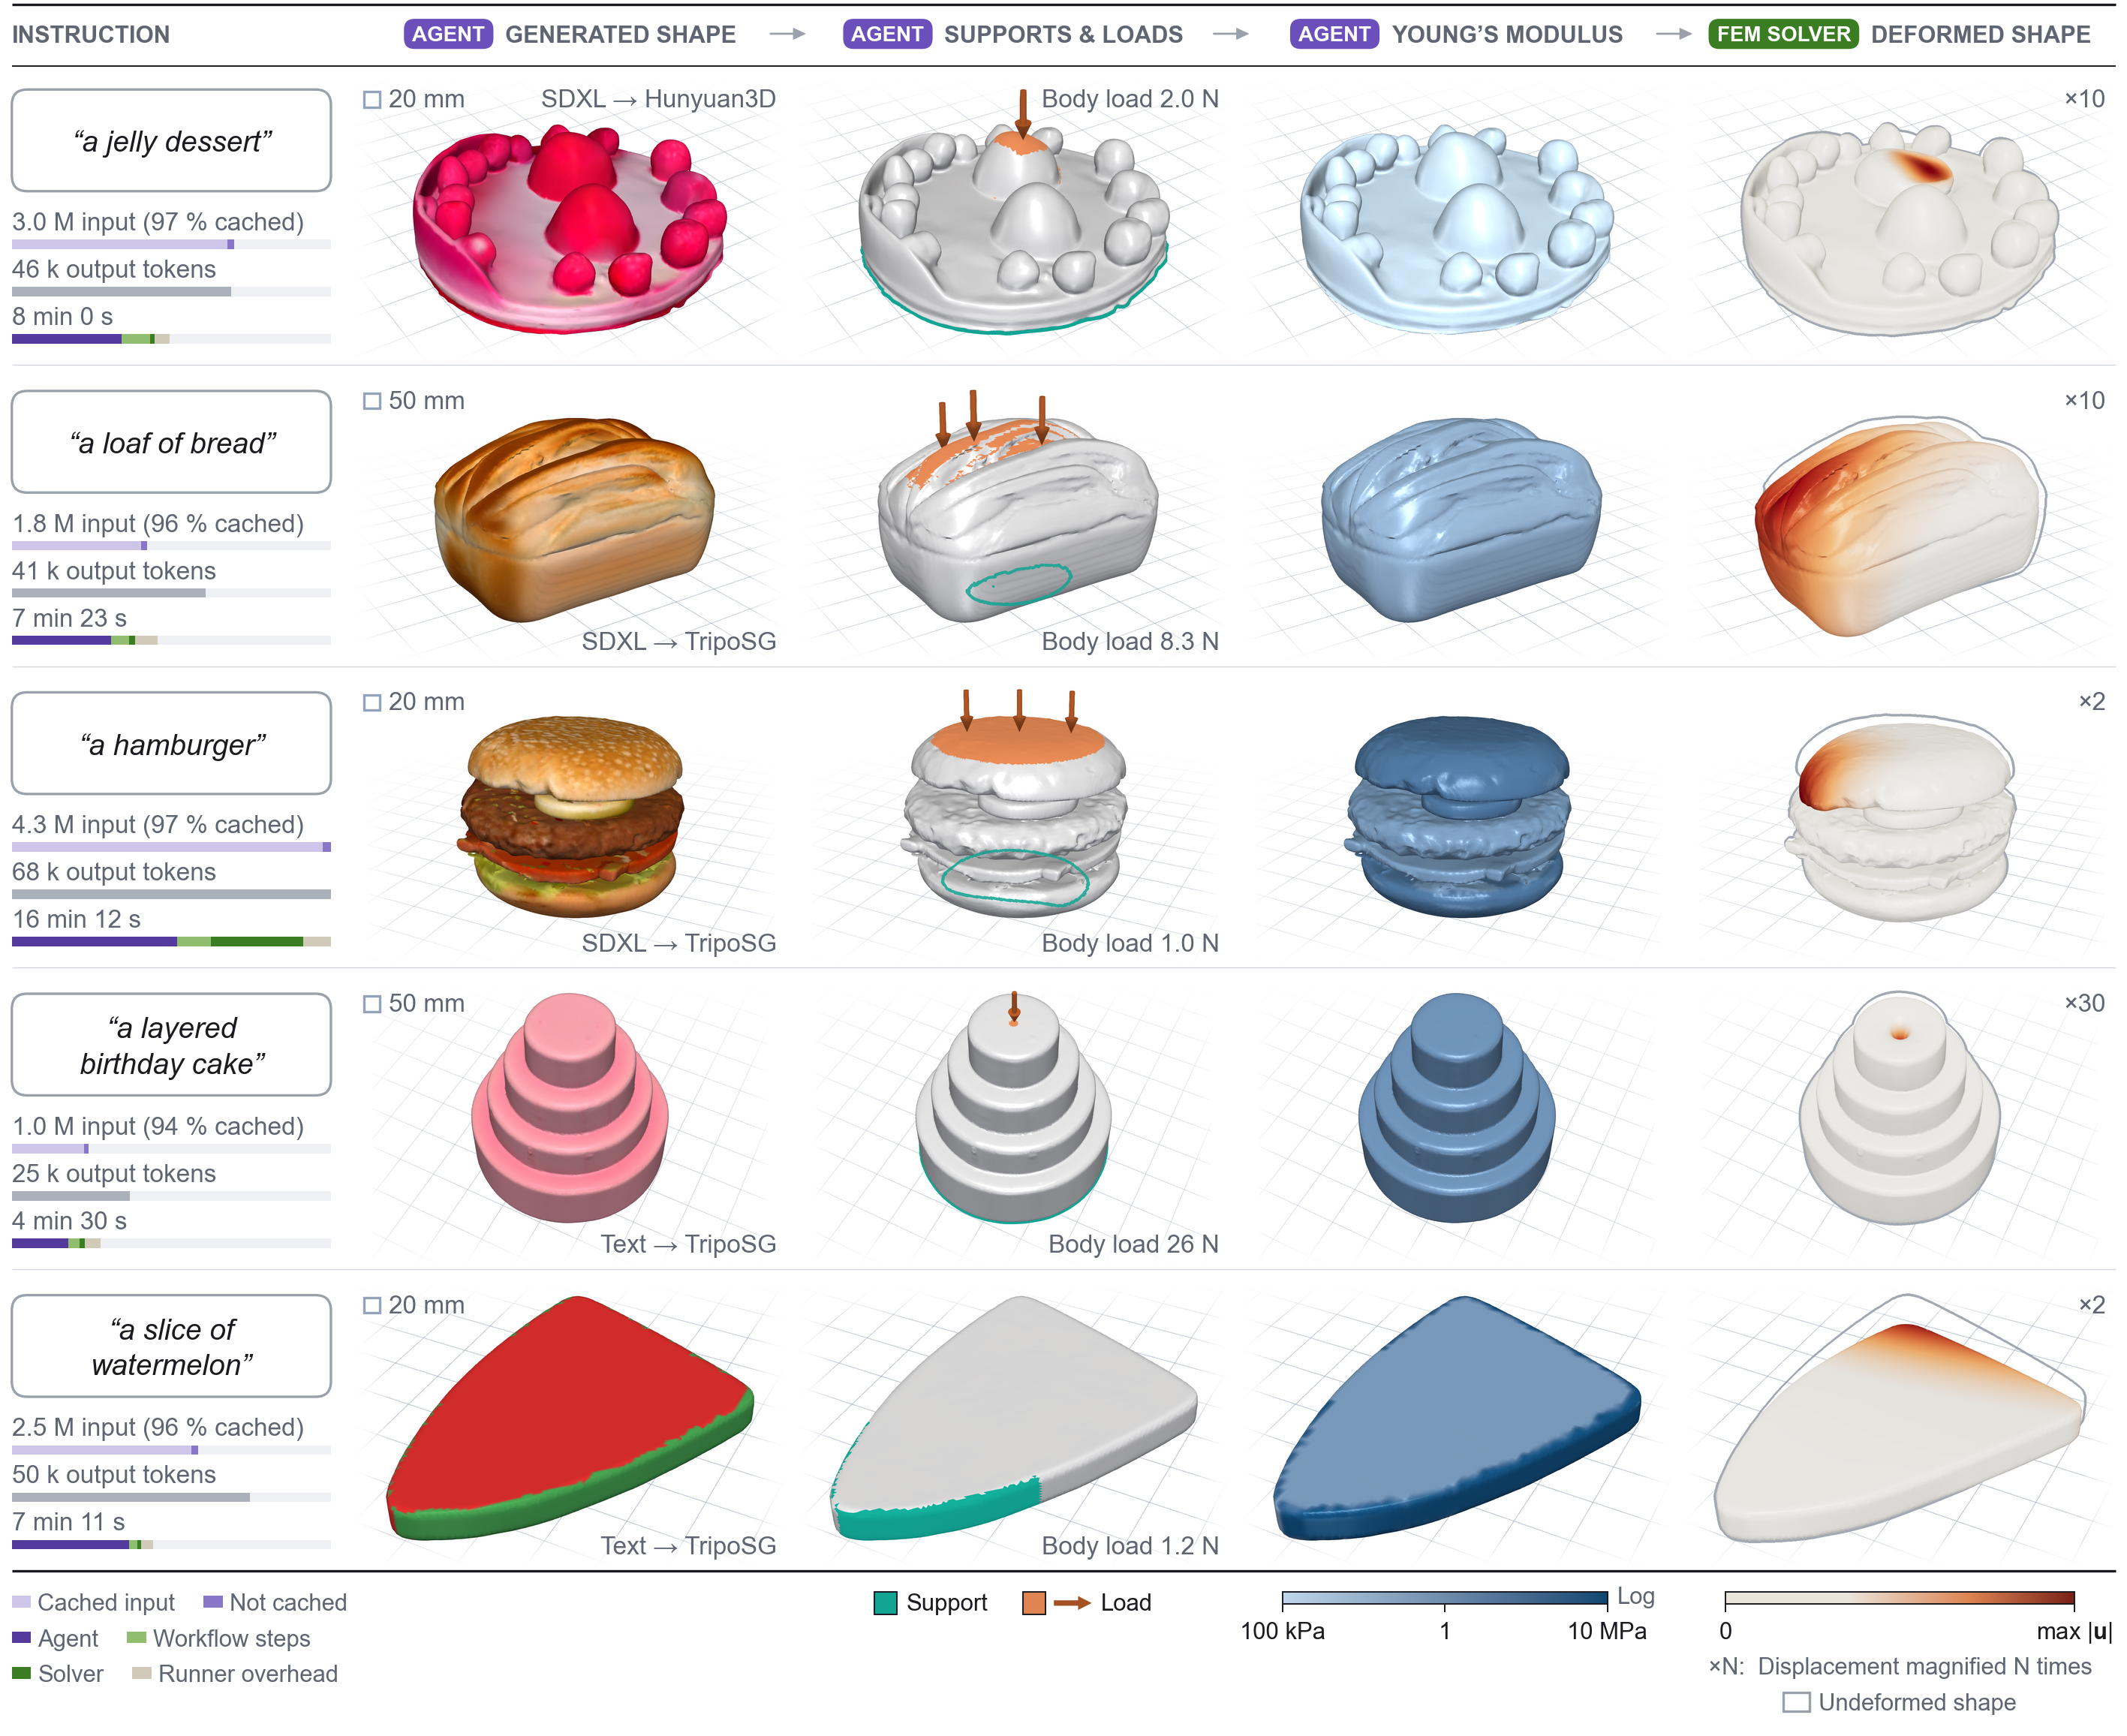 INSTRUCTION AGENT GENERATED SHAPE → AGENT SUPPORTS & LOADS → AGENT YOUNG’S MODULUS → FEM SOLVER DEFORMED SHAPE
“a jelly dessert”
3.0 M input (97 % cached)
46 k output tokens
8 min 0 s
20 mm
SDXL → Hunyuan3D
Body load 2.0 N
×10
“a loaf of bread”
1.8 M input (96 % cached)
41 k output tokens
7 min 23 s
50 mm
SDXL → TripoSG
Body load 8.3 N
×10
“a hamburger”
4.3 M input (97 % cached)
68 k output tokens
16 min 12 s
20 mm
SDXL → TripoSG
Body load 1.0 N
×2
“a layered
birthday cake”
1.0 M input (94 % cached)
25 k output tokens
4 min 30 s
50 mm
Text → TripoSG
Body load 26 N
×30
“a slice of
watermelon”
2.5 M input (96 % cached)
50 k output tokens
7 min 11 s
20 mm
Text → TripoSG
Body load 1.2 N
×2
Cached input Not cached
Agent Workflow steps
Solver Runner overhead
Support Load
Log
100 kPa 1 10 MPa
0 max |u|
×N: Displacement magnified N times
Undeformed shape